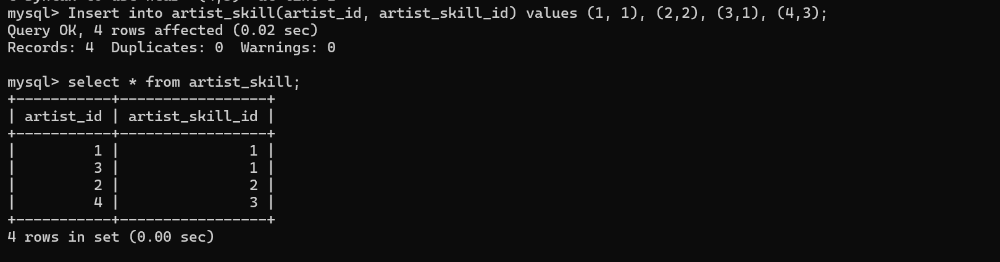 mysql> Insert into artist_skill(artist_id, artist_skill_id) values (1, 1), (2,2), (3,1), (4,3);
Query OK, 4 rows affected (0.02 sec)
Records: 4  Duplicates: 0  Warnings: 0

mysql> select * from artist_skill;
+-----------+-----------------+
| artist_id | artist_skill_id |
+-----------+-----------------+
|         1 |               1 |
|         3 |               1 |
|         2 |               2 |
|         4 |               3 |
+-----------+-----------------+
4 rows in set (0.00 sec)